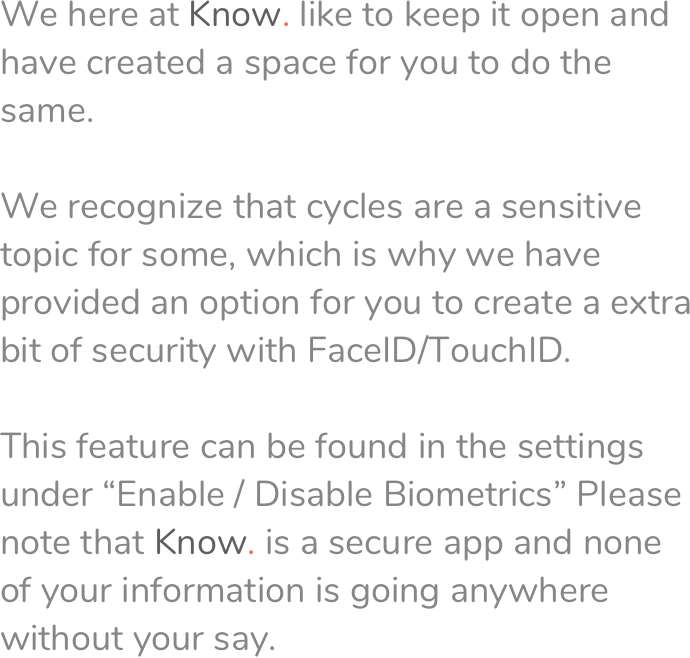 We here at Know. like to keep it open and
have created a space for you to do the
same.
We recognize that cycles are a sensitive
topic for some, which is why we have
provided an option for you to create a extra
bit of security with FaceID/TouchID.
This feature can be found in the settings
under “Enable / Disable Biometrics” Please
note that Know. is a secure app and none
of your information is going anywhere
without your say.